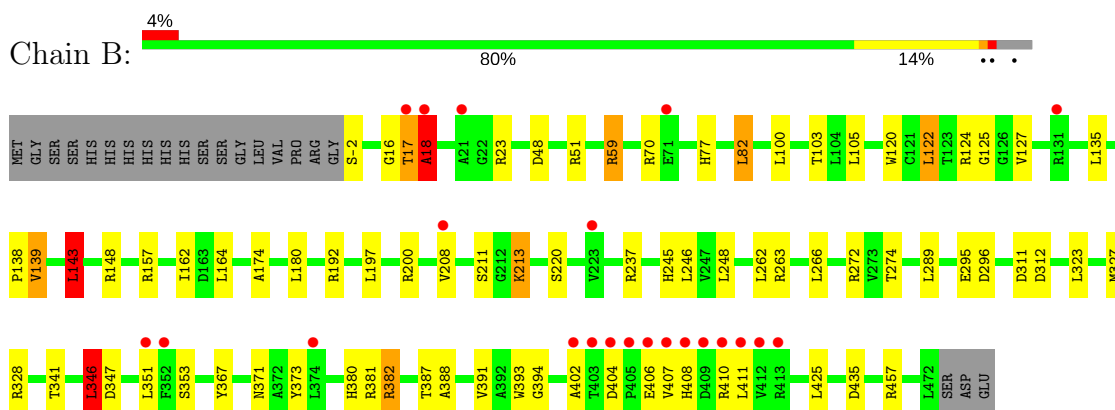 4%
Chain B:
80% 14% • • •
MET GLY SER SER HIS HIS HIS HIS HIS HIS SER SER GLY LEU VAL PRO ARG GLY S-2 G16 T17 A18 A21 G22 R23 D48 R51 R59 R70 E71 H77 L82 L100 T103 L104 L105 W120 C121 L122 T123 R124 G125 G126 V127 R131 L135
P138 V139 L143 R148 R157 I162 D163 L164 A174 L180 R192 L197 R200 V208 S211 G212 K213 S220 V223 R237 H245 L246 V247 L248 L262 R263 L266 R272 V273 T274 L289 E295 D296 D311 D312 L323
R328 T341 L346 D347 L351 F352 S353 Y367 N371 A372 Y373 L374 H380 R381 R382 T387 A388 V391 A392 W393 G394 A402 T403 D404 P405 E406 V407 H408 D409 R410 L411 V412 R413 L425 D435 R457 L472 SER ASP GLU